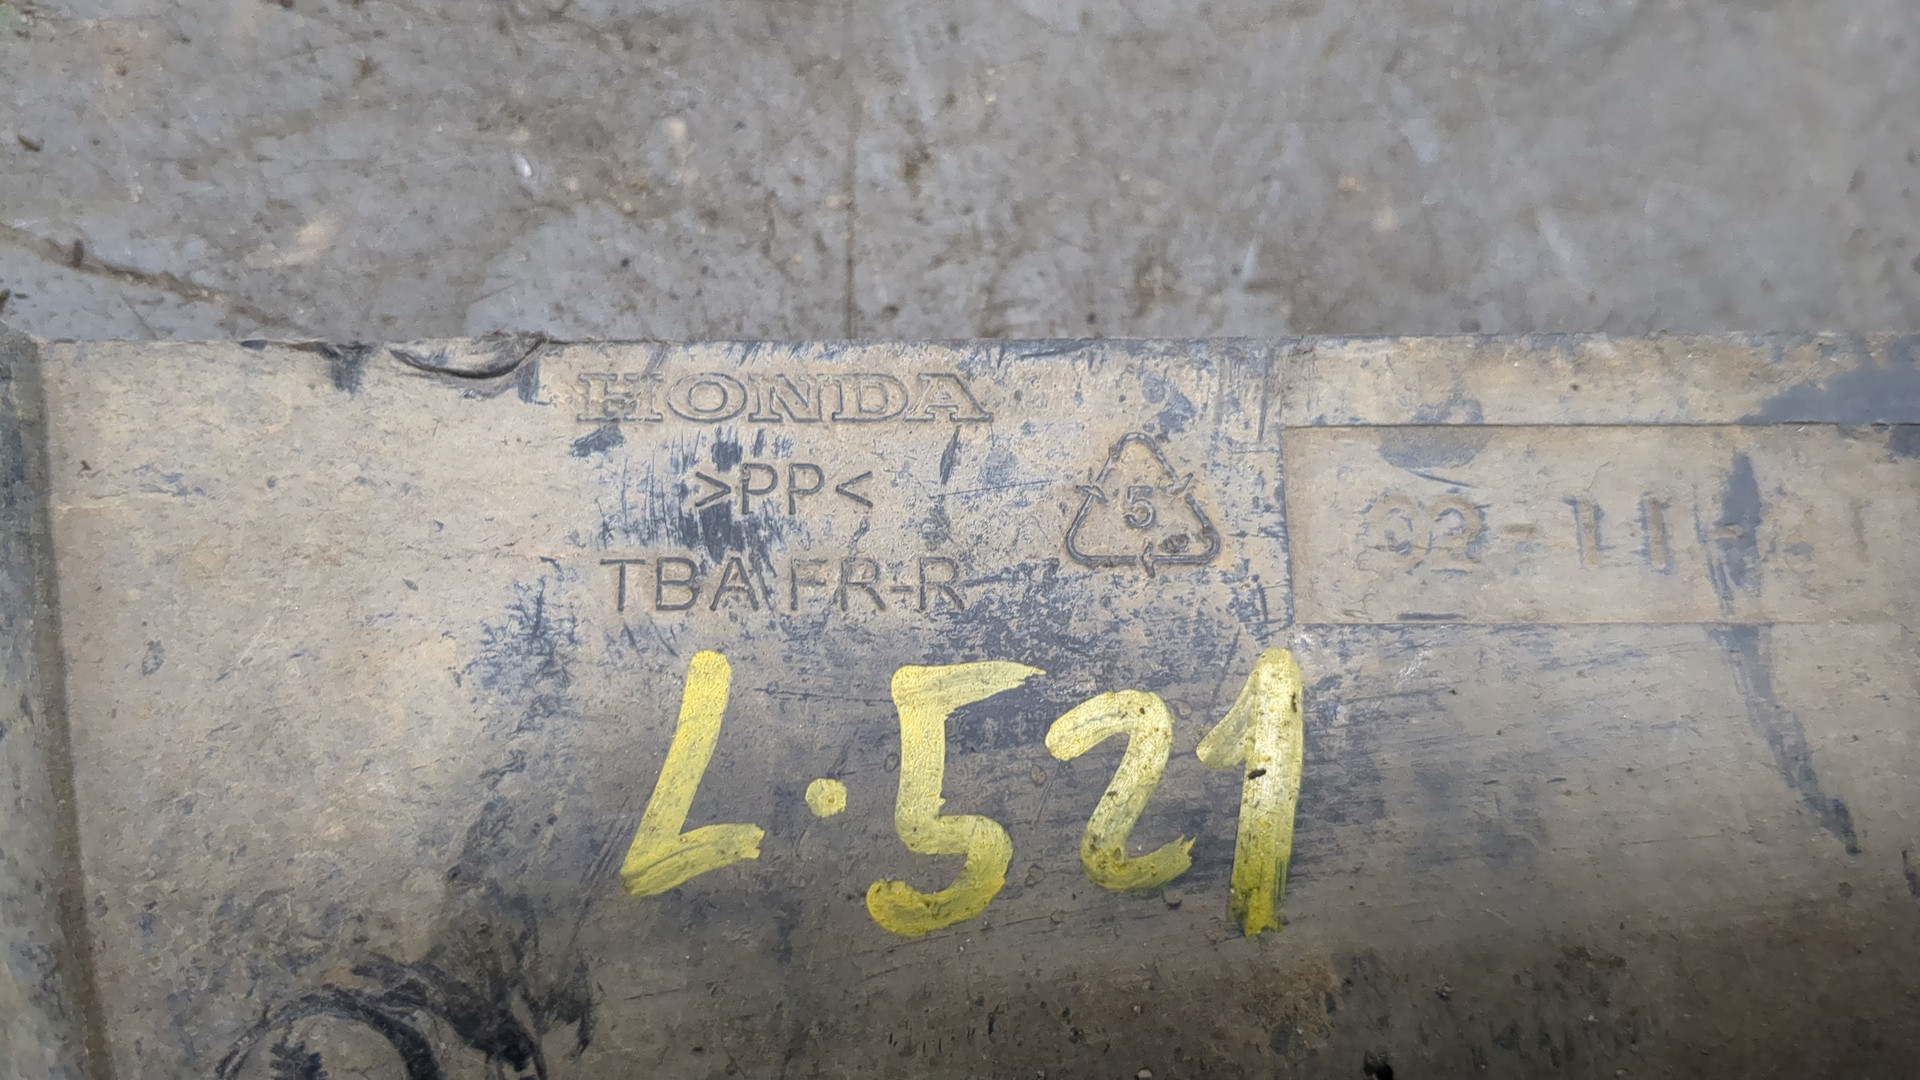 HONDA
>PP<
5
TBA FR-R
L.521